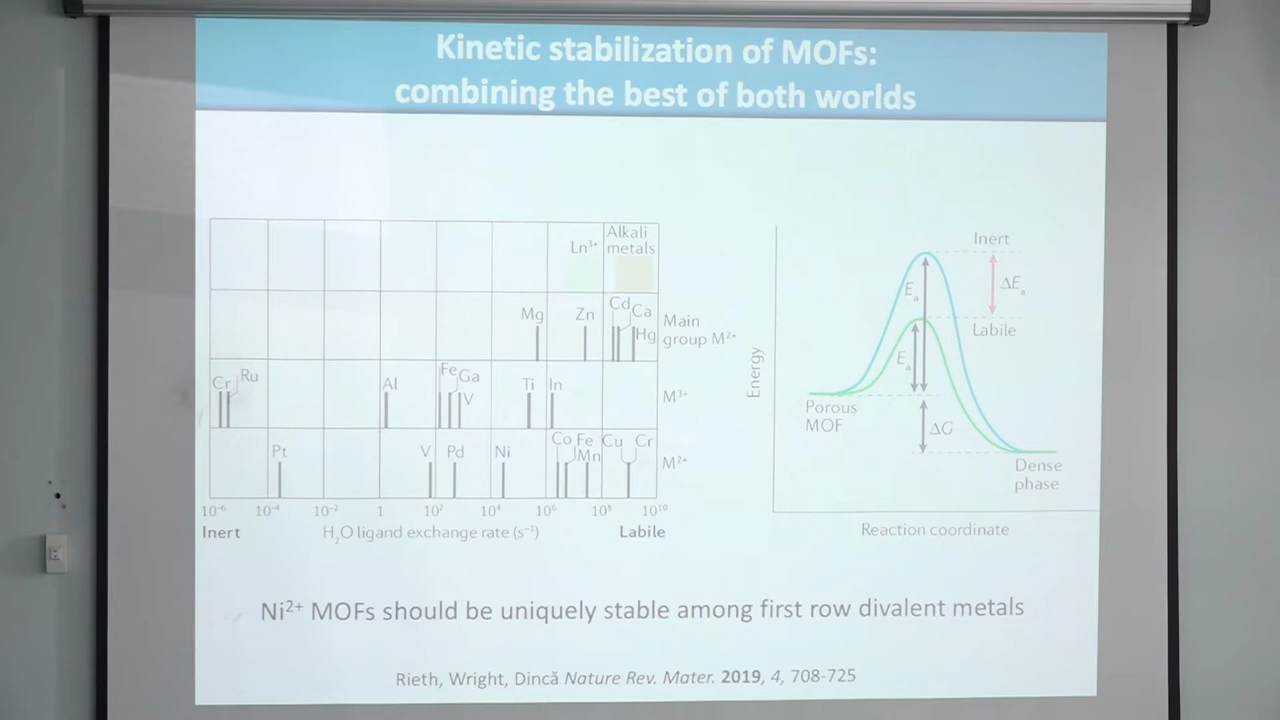 Kinetic stabilization of MOFs:
combining the best of both worlds
Ln³⁺
Alkali
metals
Mg
Zn
Cd
Ca
Hg
Main
group M²⁺
Cr
Ru
Al
Fe
Ga
V
Ti
In
M³⁺
Pt
V
Pd
Ni
Co
Fe
Mn
Cu
Cr
M²⁺
10⁻⁶ 10⁻⁴ 10⁻² 1 10² 10⁴ 10⁶ 10⁸ 10¹⁰
Inert H₂O ligand exchange rate (s⁻¹) Labile
Energy
Inert
Eₐ
ΔEₐ
Labile
Eₐ
Porous
MOF
ΔG
Dense
phase
Reaction coordinate
Ni²⁺ MOFs should be uniquely stable among first row divalent metals
Rieth, Wright, Dincă Nature Rev. Mater. 2019, 4, 708-725